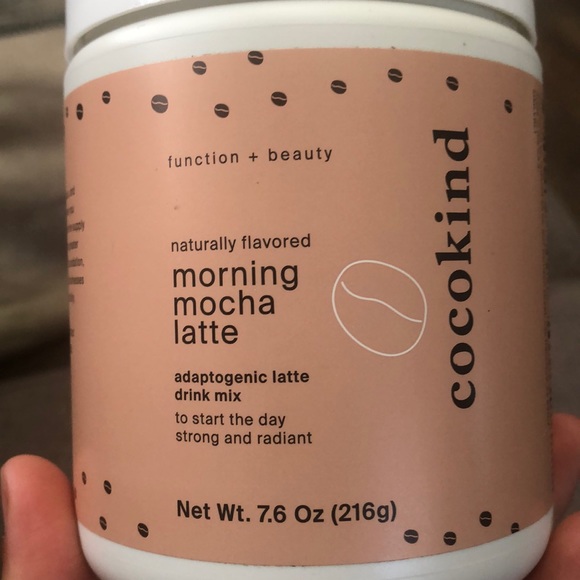 function + beauty
naturally flavored
morning
mocha
latte
adaptogenic latte
drink mix
to start the day
strong and radiant
Net Wt. 7.6 Oz (216g)
cocokind